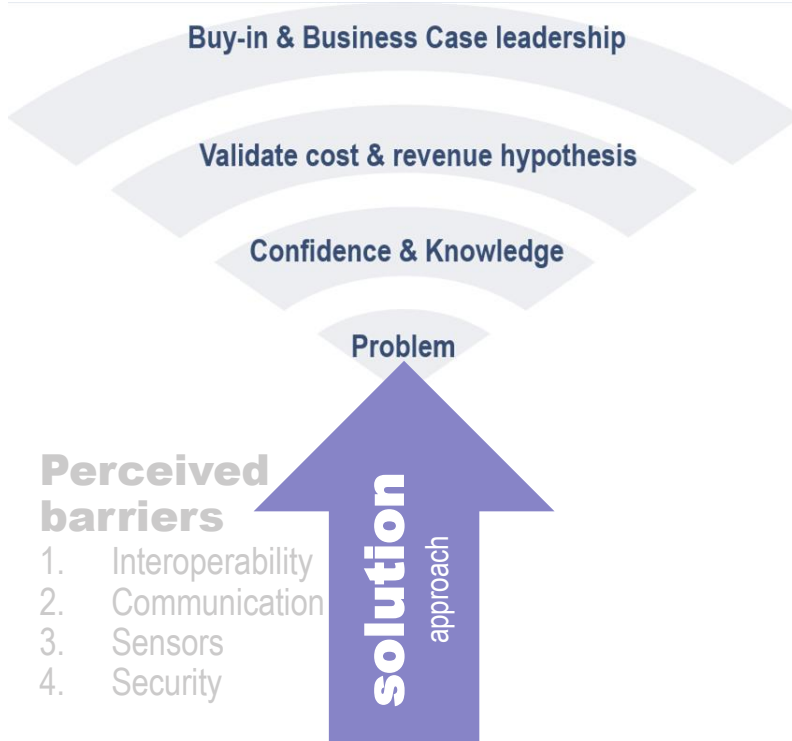 Buy-in & Business Case leadership
Validate cost & revenue hypothesis
Confidence & Knowledge
Problem
Perceived
barriers
1. Interoperability
2. Communication
3. Sensors
4. Security
solution
approach